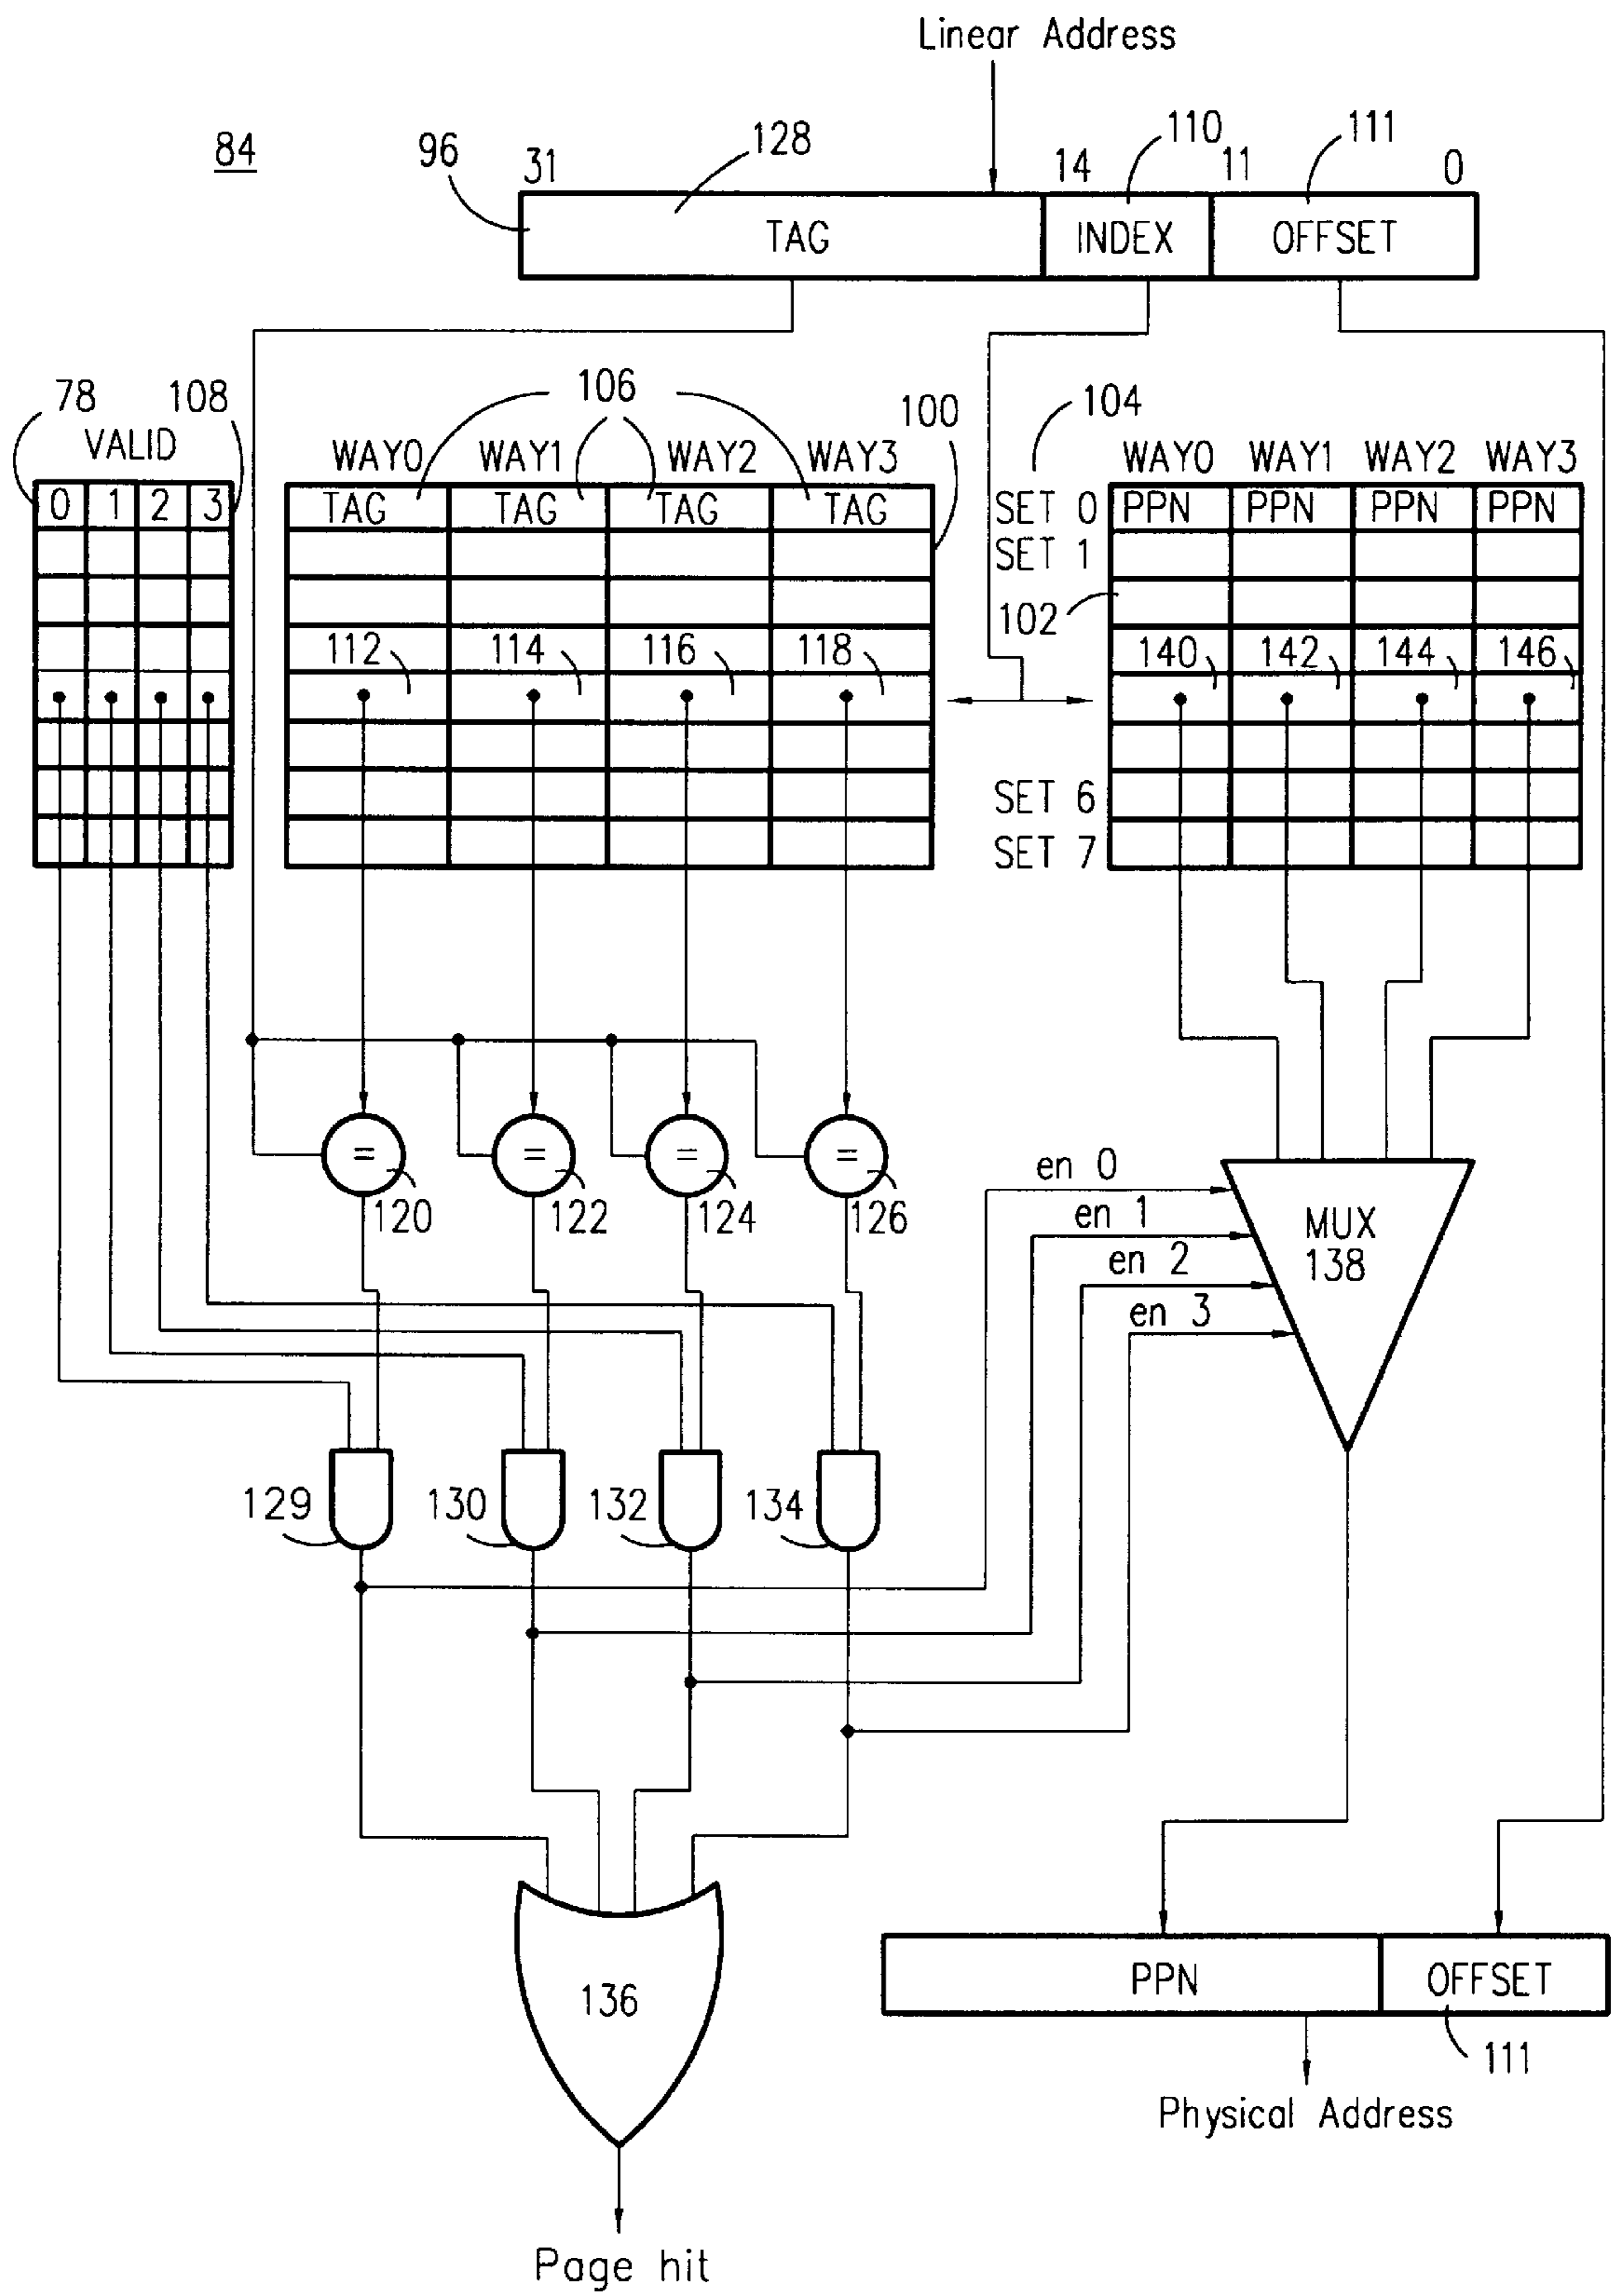 Linear Address
84
96
31
128
14
110
11
111
0
TAG
INDEX
OFFSET
78
108
VALID
106
100
104
WAY0
WAY1
WAY2
WAY3
WAY0
WAY1
WAY2
WAY3
0
1
2
3
TAG
TAG
TAG
TAG
SET 0
PPN
PPN
PPN
PPN
SET 1
102
112
114
116
118
140
142
144
146
SET 6
SET 7
=
=
=
=
120
122
124
126
en 0
en 1
en 2
en 3
MUX
138
129
130
132
134
136
PPN
OFFSET
111
Physical Address
Page hit